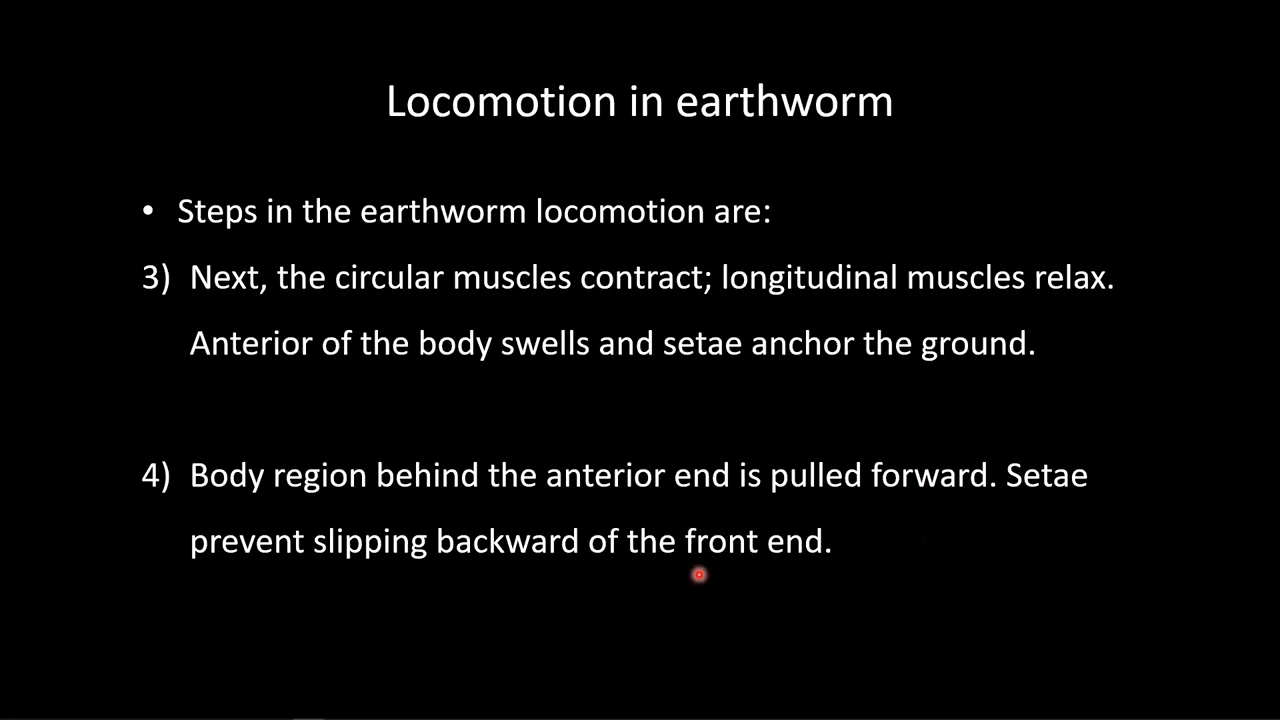 Locomotion in earthworm
• Steps in the earthworm locomotion are:
3) Next, the circular muscles contract; longitudinal muscles relax.
Anterior of the body swells and setae anchor the ground.
4) Body region behind the anterior end is pulled forward. Setae
prevent slipping backward of the front end.